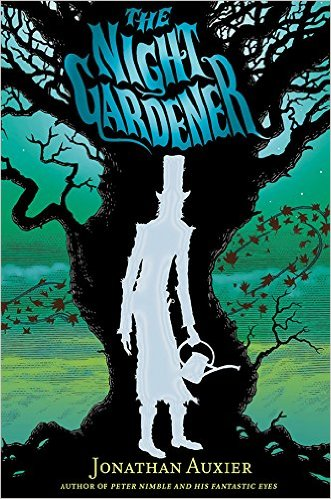 THE
NIGHT
GARDENER
JONATHAN AUXIER
AUTHOR OF PETER NIMBLE AND HIS FANTASTIC EYES